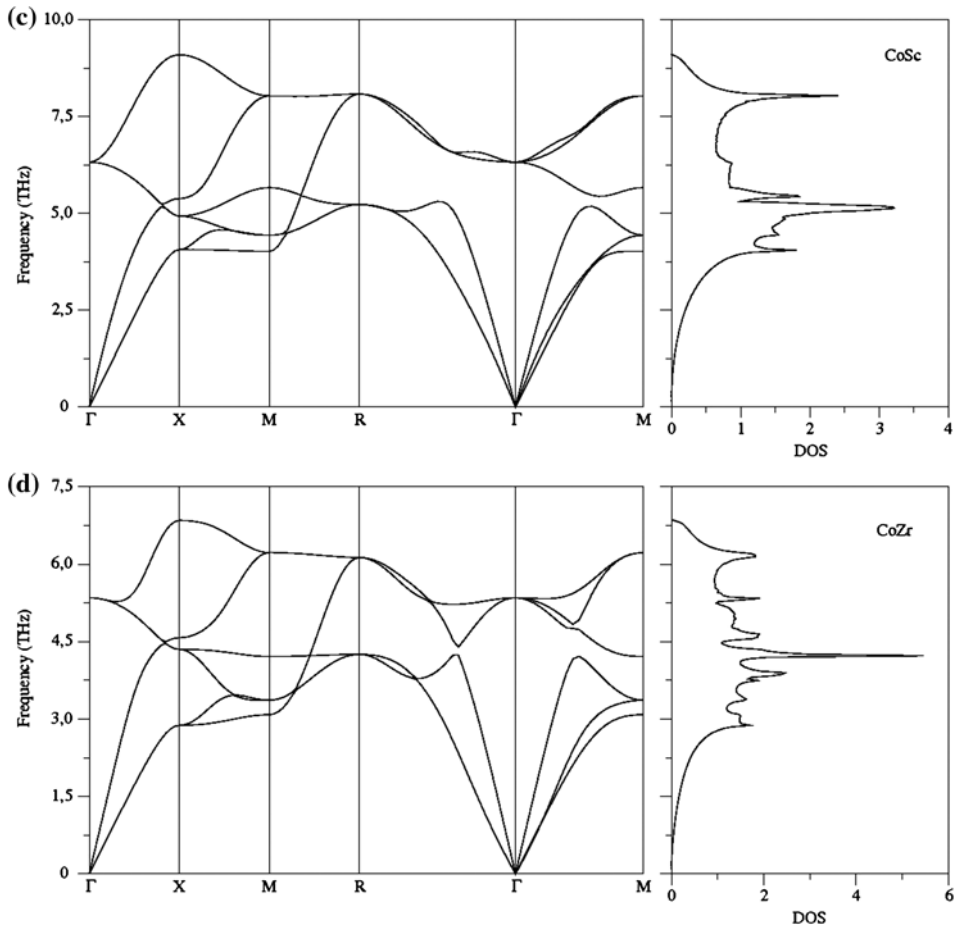 (c)
10,0
7,5
5,0
2,5
0
Frequency (THz)
Γ X M R Γ M
CoSc
0 1 2 3 4
DOS
(d)
7,5
6,0
4,5
3,0
1,5
0
Frequency (THz)
Γ X M R Γ M
CoZr
0 2 4 6
DOS